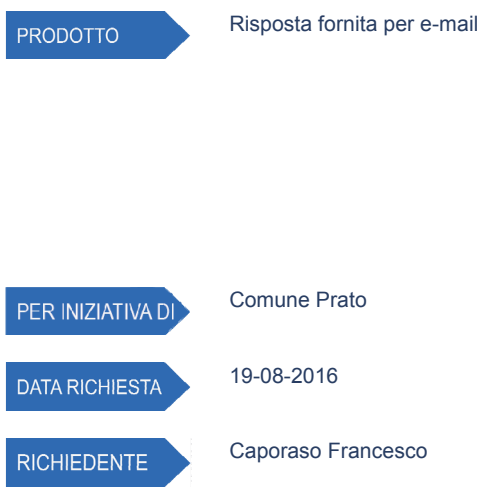 PRODOTTO Risposta fornita per e-mail
PER INIZIATIVA DI Comune Prato
DATA RICHIESTA 19-08-2016
RICHIEDENTE Caporaso Francesco